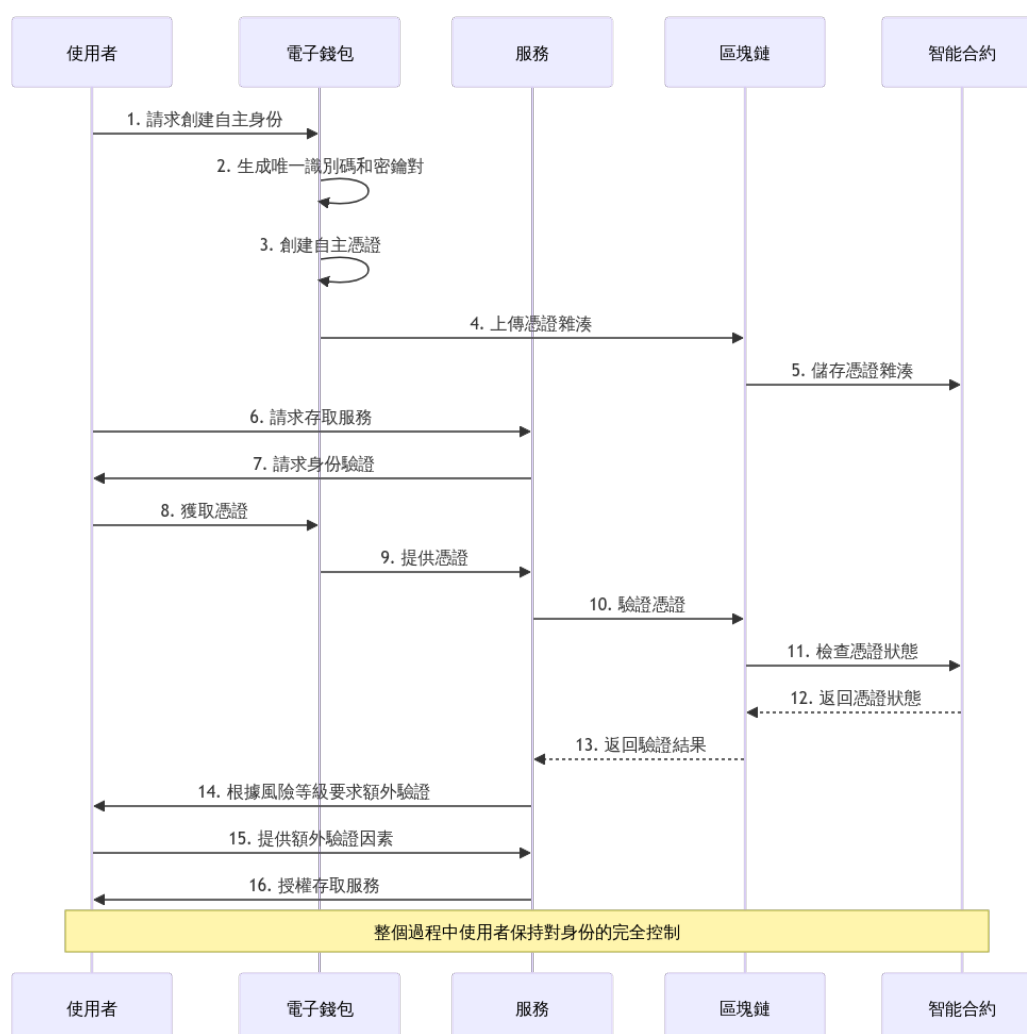 使用者
電子錢包
服務
區塊鏈
智能合約
1. 請求創建自主身份
2. 生成唯一識別碼和密鑰對
3. 創建自主憑證
4. 上傳憑證雜湊
5. 儲存憑證雜湊
6. 請求存取服務
7. 請求身份驗證
8. 獲取憑證
9. 提供憑證
10. 驗證憑證
11. 檢查憑證狀態
12. 返回憑證狀態
13. 返回驗證結果
14. 根據風險等級要求額外驗證
15. 提供額外驗證因素
16. 授權存取服務
整個過程中使用者保持對身份的完全控制
使用者
電子錢包
服務
區塊鏈
智能合約